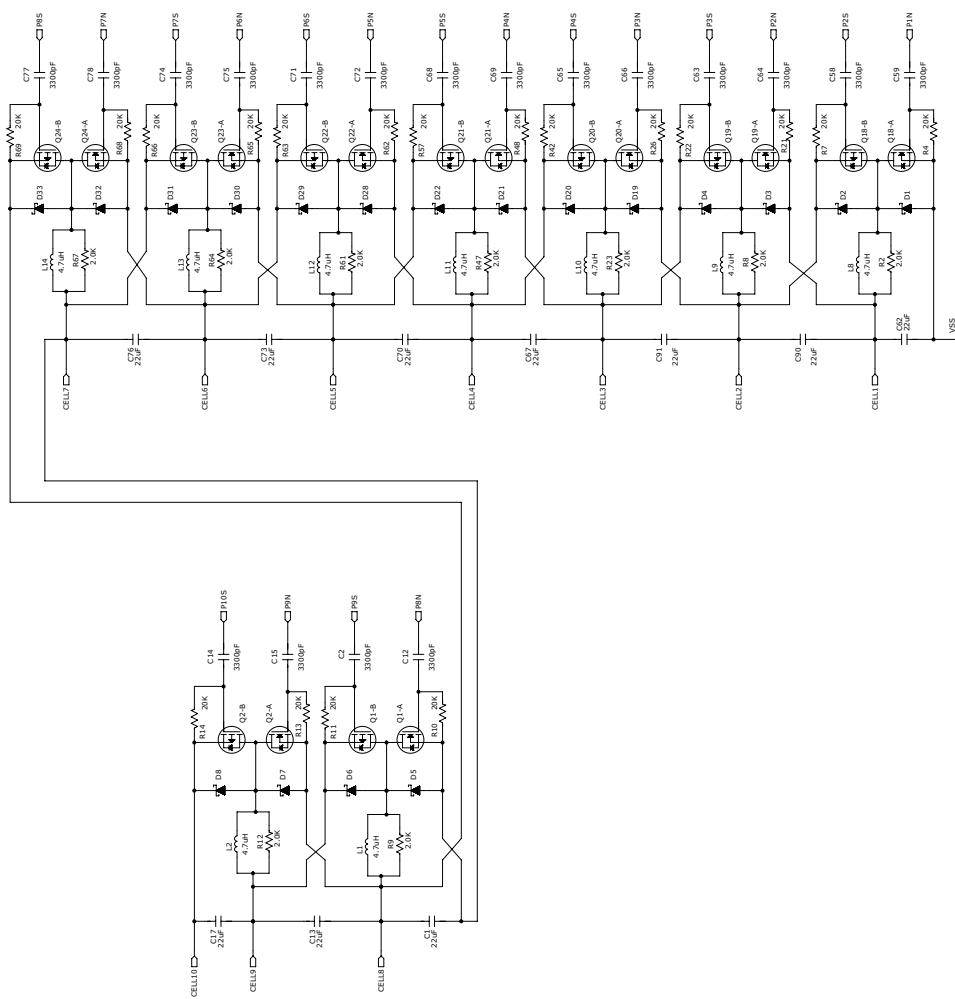 P8S
P7N
P7S
P6N
P6S
P5N
P5S
P4N
P4S
P3N
P3S
P2N
P2S
P1N
C77
3300pF
C78
3300pF
C74
3300pF
C75
3300pF
C71
3300pF
C72
3300pF
C68
3300pF
C69
3300pF
C65
3300pF
C66
3300pF
C63
3300pF
C64
3300pF
C58
3300pF
C59
3300pF
20K
R69
Q24-B
Q24-A
20K
R68
20K
R66
Q23-B
Q23-A
20K
R65
20K
R63
Q22-B
Q22-A
20K
R62
20K
R57
Q21-B
Q21-A
20K
R48
20K
R42
Q20-B
Q20-A
20K
R26
20K
R22
Q19-B
Q19-A
20K
R21
20K
R7
Q18-B
Q18-A
20K
R4
D33
D32
D31
D30
D29
D28
D22
D21
D20
D19
D4
D3
D2
D1
L14
4.7uH
R67
2.0K
L13
4.7uH
R64
2.0K
L12
4.7uH
R61
2.0K
L11
4.7uH
R47
2.0K
L10
4.7uH
R23
2.0K
L9
4.7uH
R8
2.0K
L8
4.7uH
R2
2.0K
C76
22uF
C73
22uF
C70
22uF
C67
22uF
C91
22uF
C90
22uF
C62
22uF
VSS
CELL7
CELL6
CELL5
CELL4
CELL3
CELL2
CELL1
P10S
P9N
P9S
P8N
C14
3300pF
C15
3300pF
C2
3300pF
C12
3300pF
20K
R14
Q2-B
Q2-A
20K
R13
20K
R11
Q1-B
Q1-A
20K
R10
D8
D7
D6
D5
L2
4.7uH
R12
2.0K
L1
4.7uH
R9
2.0K
C17
22uF
C13
22uF
C1
22uF
CELL10
CELL9
CELL8